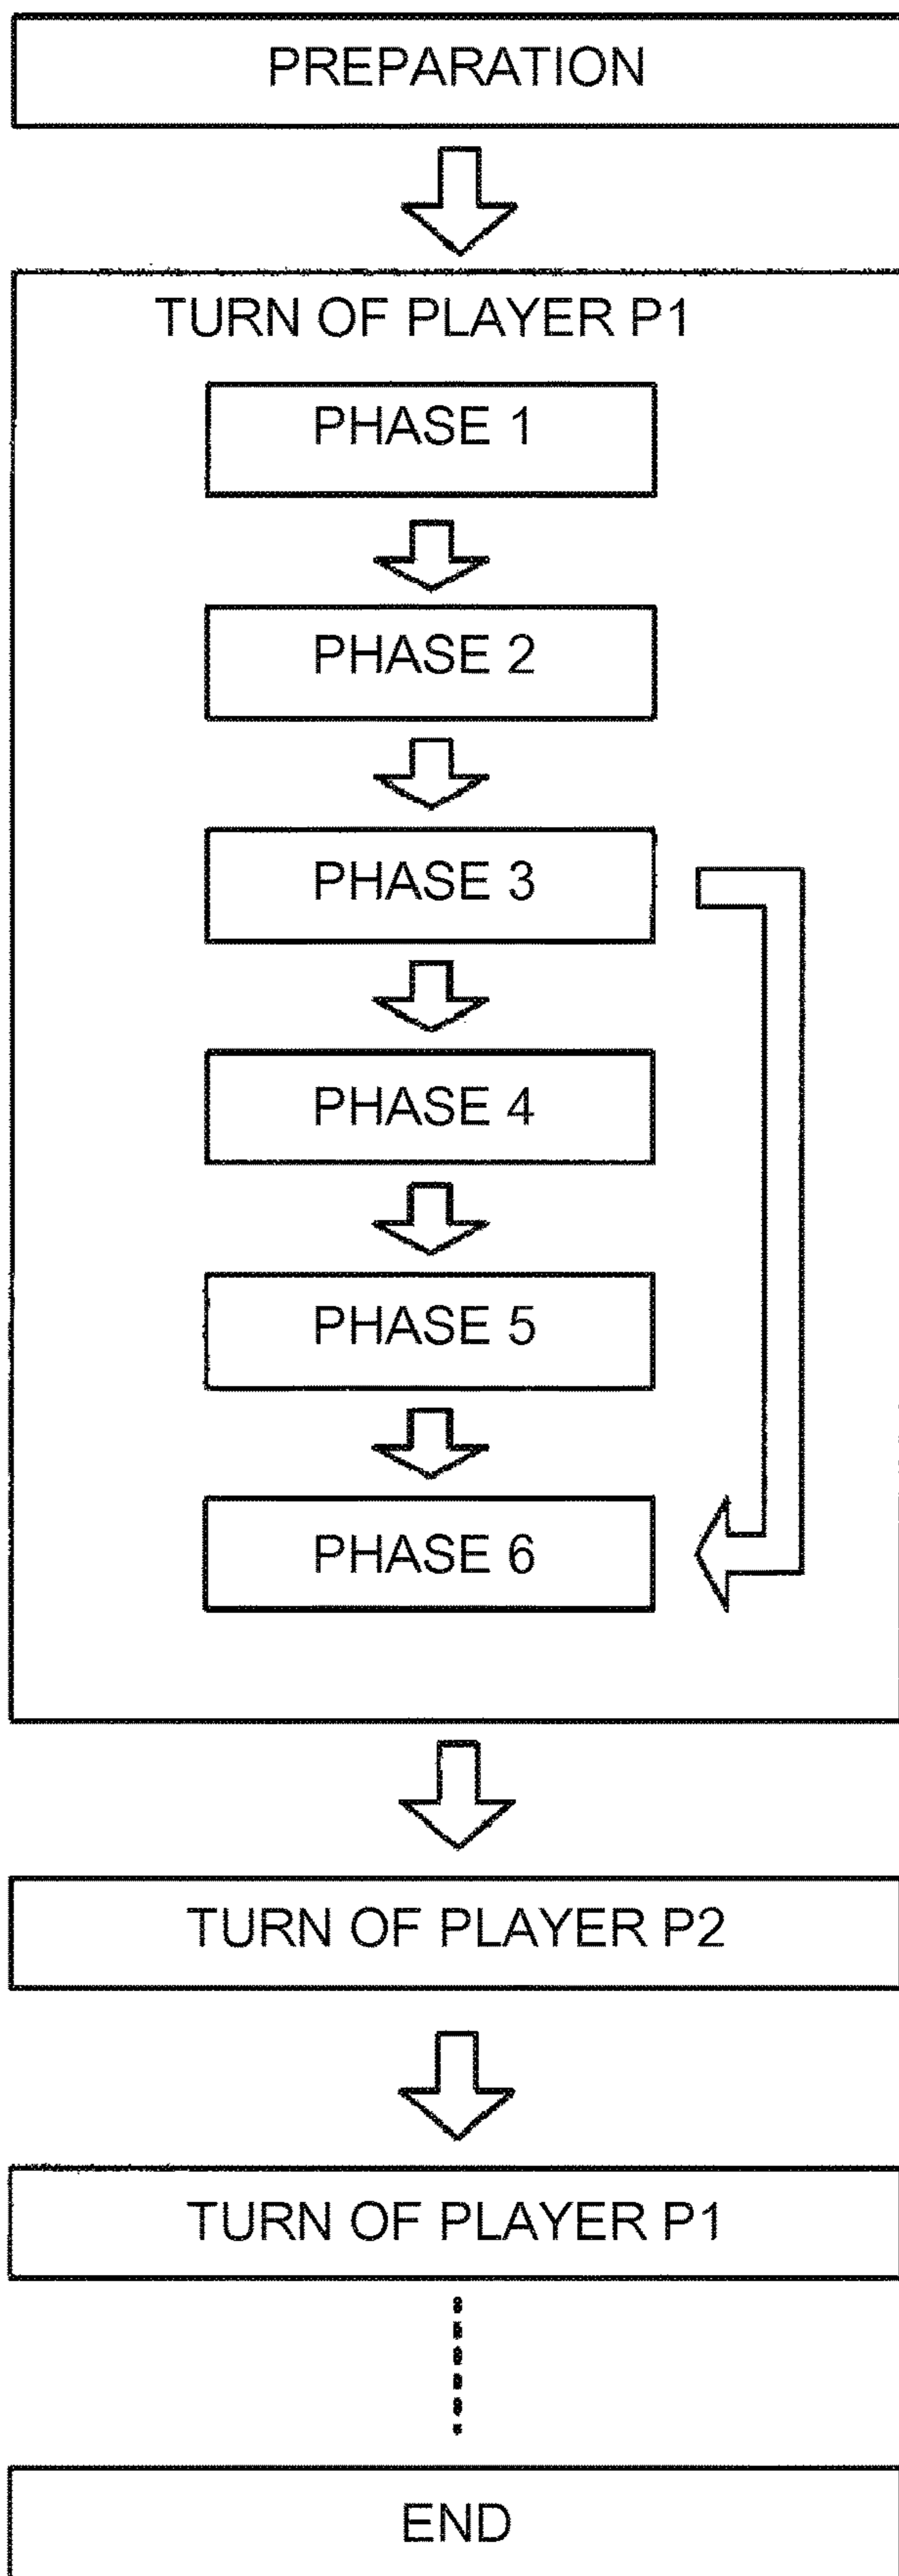 PREPARATION
TURN OF PLAYER P1
PHASE 1
PHASE 2
PHASE 3
PHASE 4
PHASE 5
PHASE 6
TURN OF PLAYER P2
TURN OF PLAYER P1
END